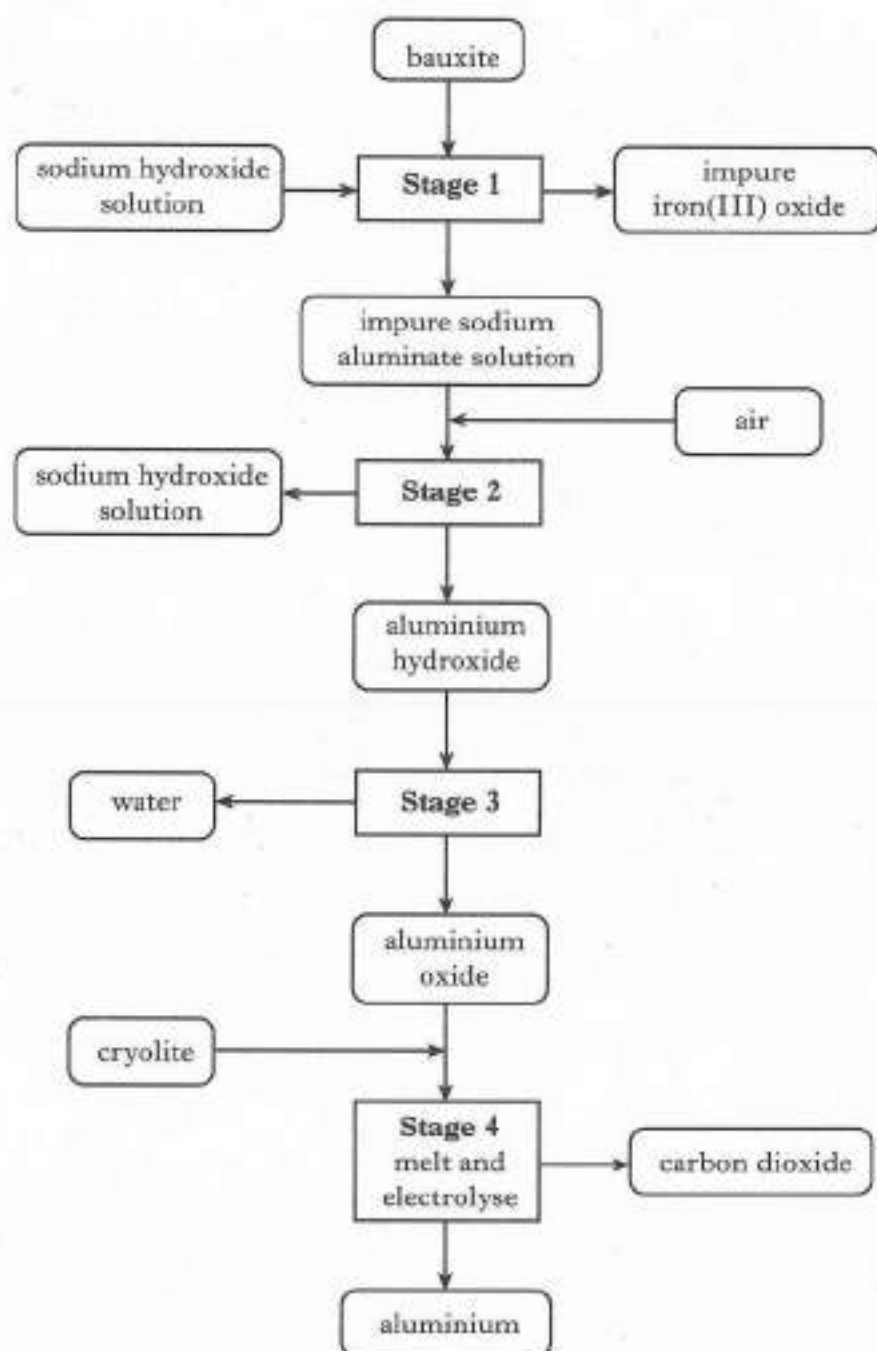 bauxite
sodium hydroxide
solution
Stage 1
impure
iron(III) oxide
impure sodium
aluminate solution
air
sodium hydroxide
solution
Stage 2
aluminium
hydroxide
water
Stage 3
aluminium
oxide
cryolite
Stage 4
melt and
electrolyse
carbon dioxide
aluminium